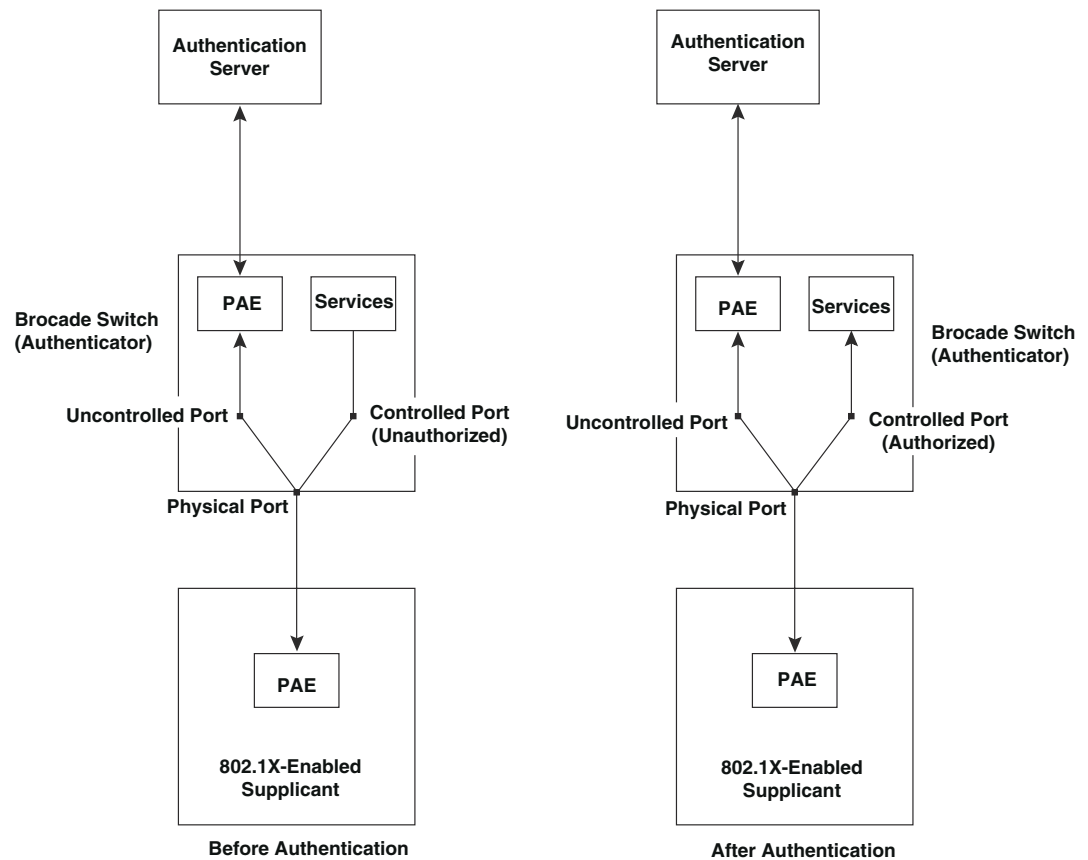 Authentication
Server
PAE
Services
Brocade Switch
(Authenticator)
Uncontrolled Port
Controlled Port
(Unauthorized)
Physical Port
PAE
802.1X-Enabled
Supplicant
Before Authentication
Authentication
Server
PAE
Services
Brocade Switch
(Authenticator)
Uncontrolled Port
Controlled Port
(Authorized)
Physical Port
PAE
802.1X-Enabled
Supplicant
After Authentication